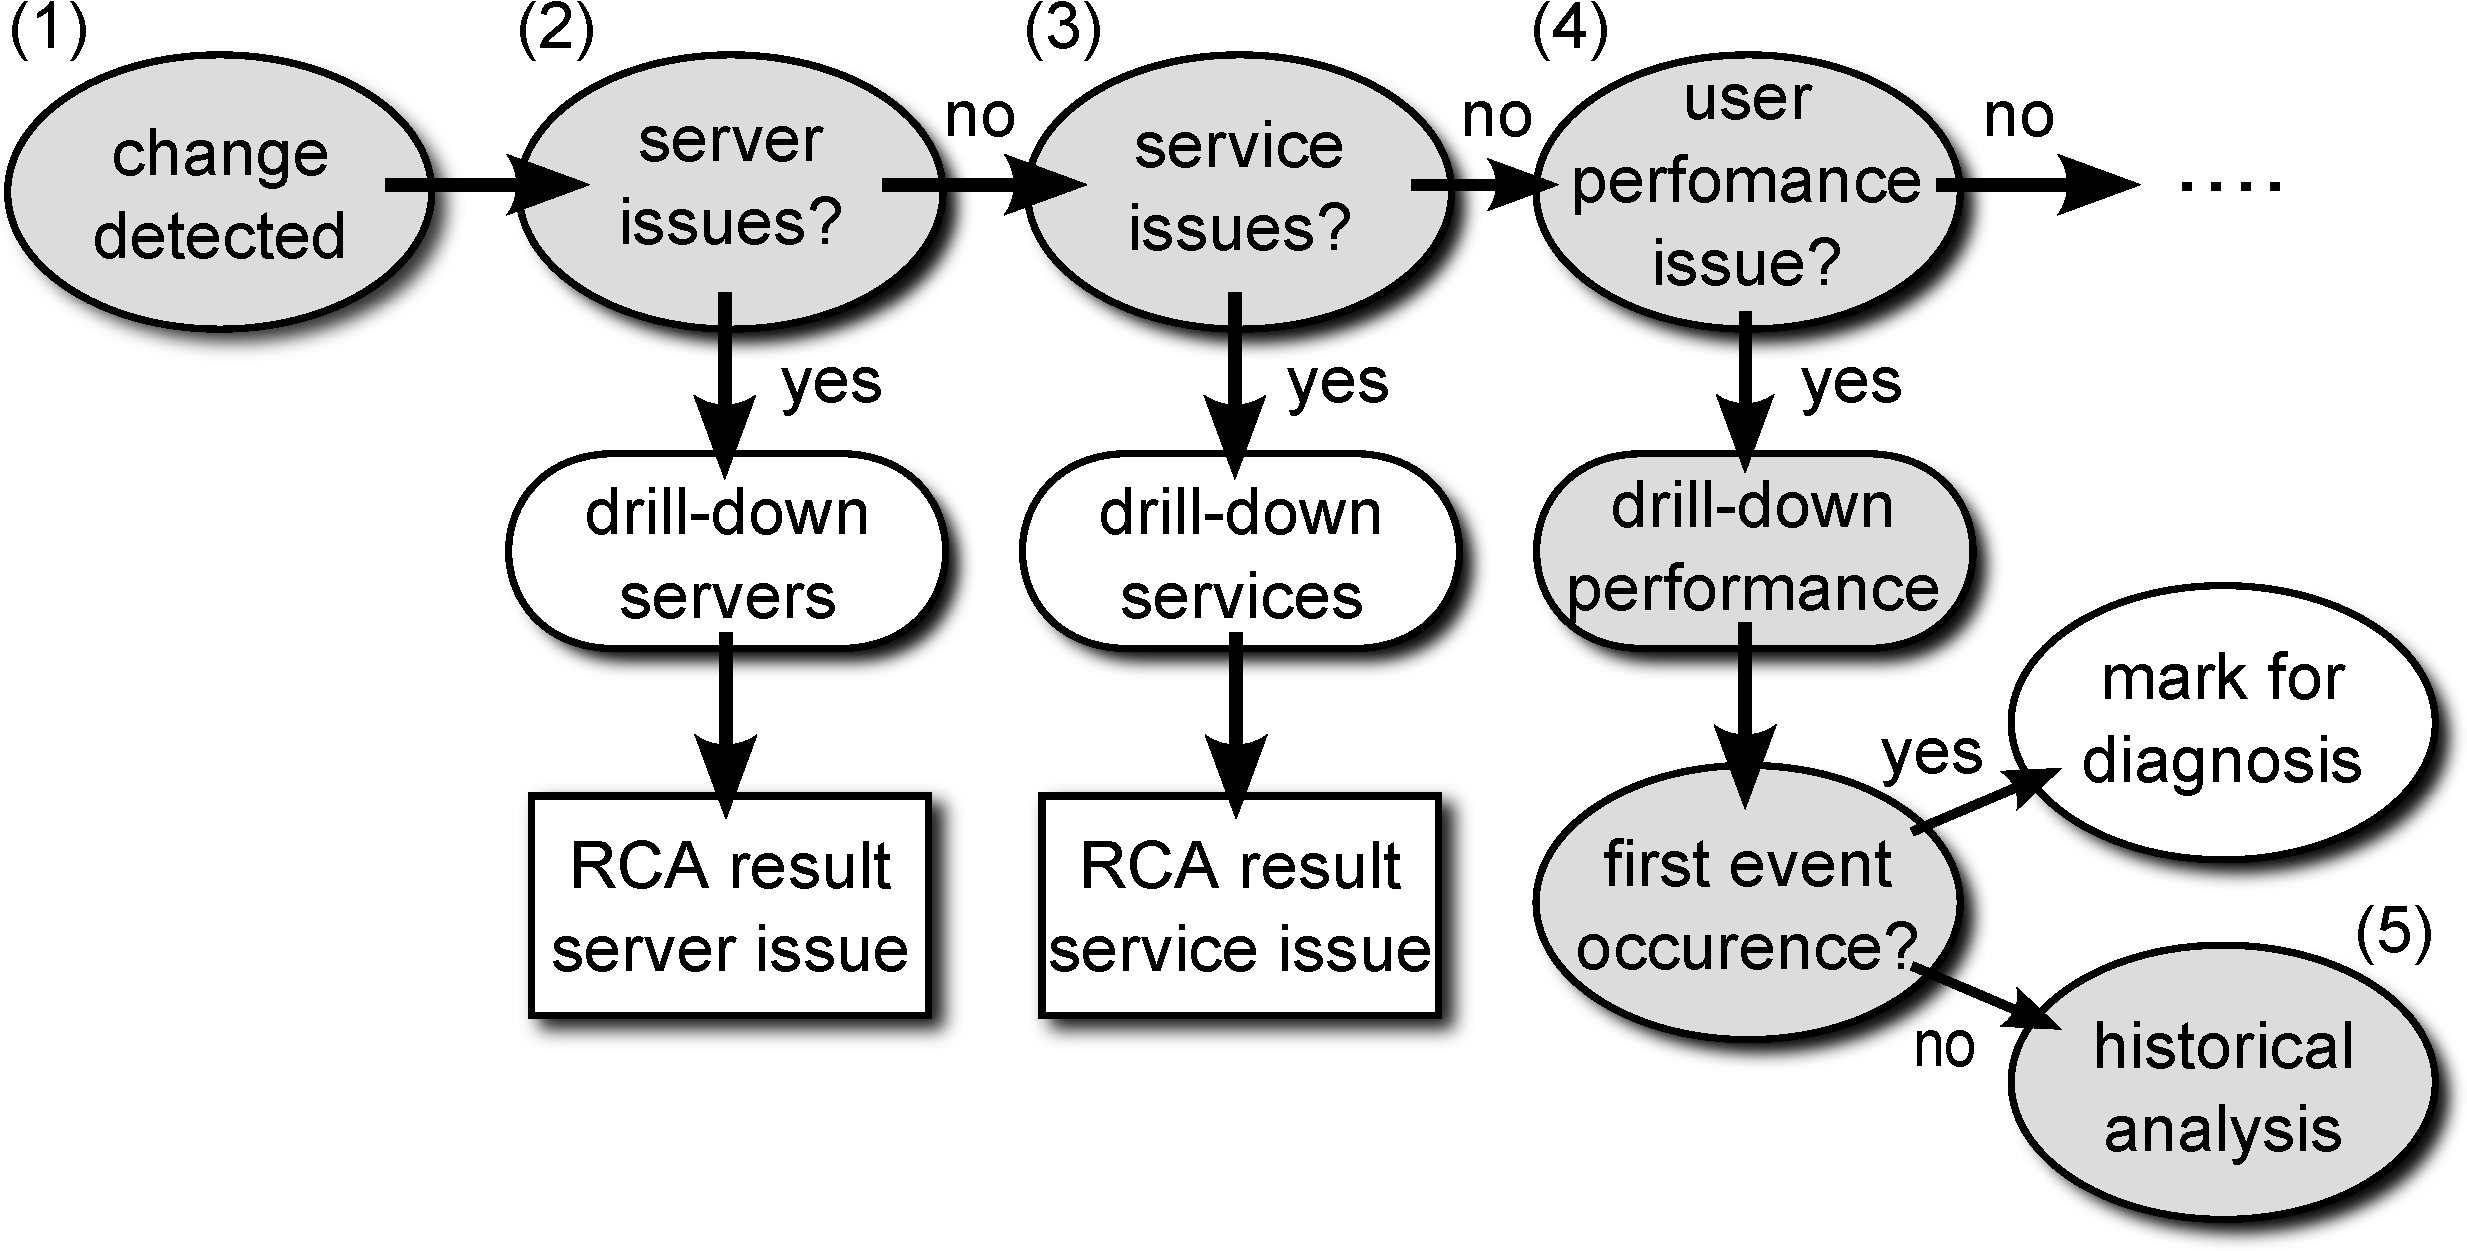 (1)
change
detected
(2)
server
issues?
no
(3)
service
issues?
no
(4)
user
perfomance
issue?
no
....
yes
drill-down
servers
RCA result
server issue
yes
drill-down
services
RCA result
service issue
yes
drill-down
performance
first event
occurence?
yes
mark for
diagnosis
no
(5)
historical
analysis